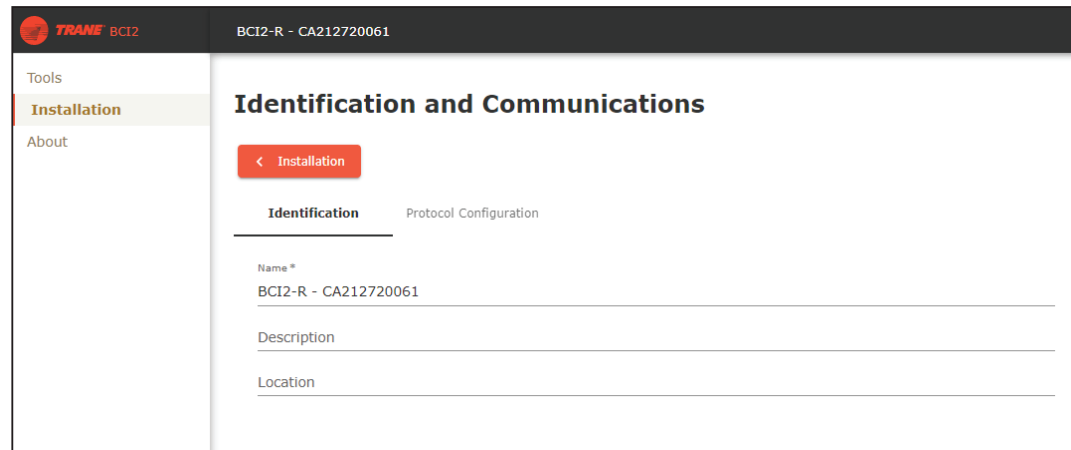 TRANE BCI2
BCI2-R - CA212720061
Tools
Installation
About
Identification and Communications
< Installation
Identification Protocol Configuration
Name *
BCI2-R - CA212720061
Description
Location